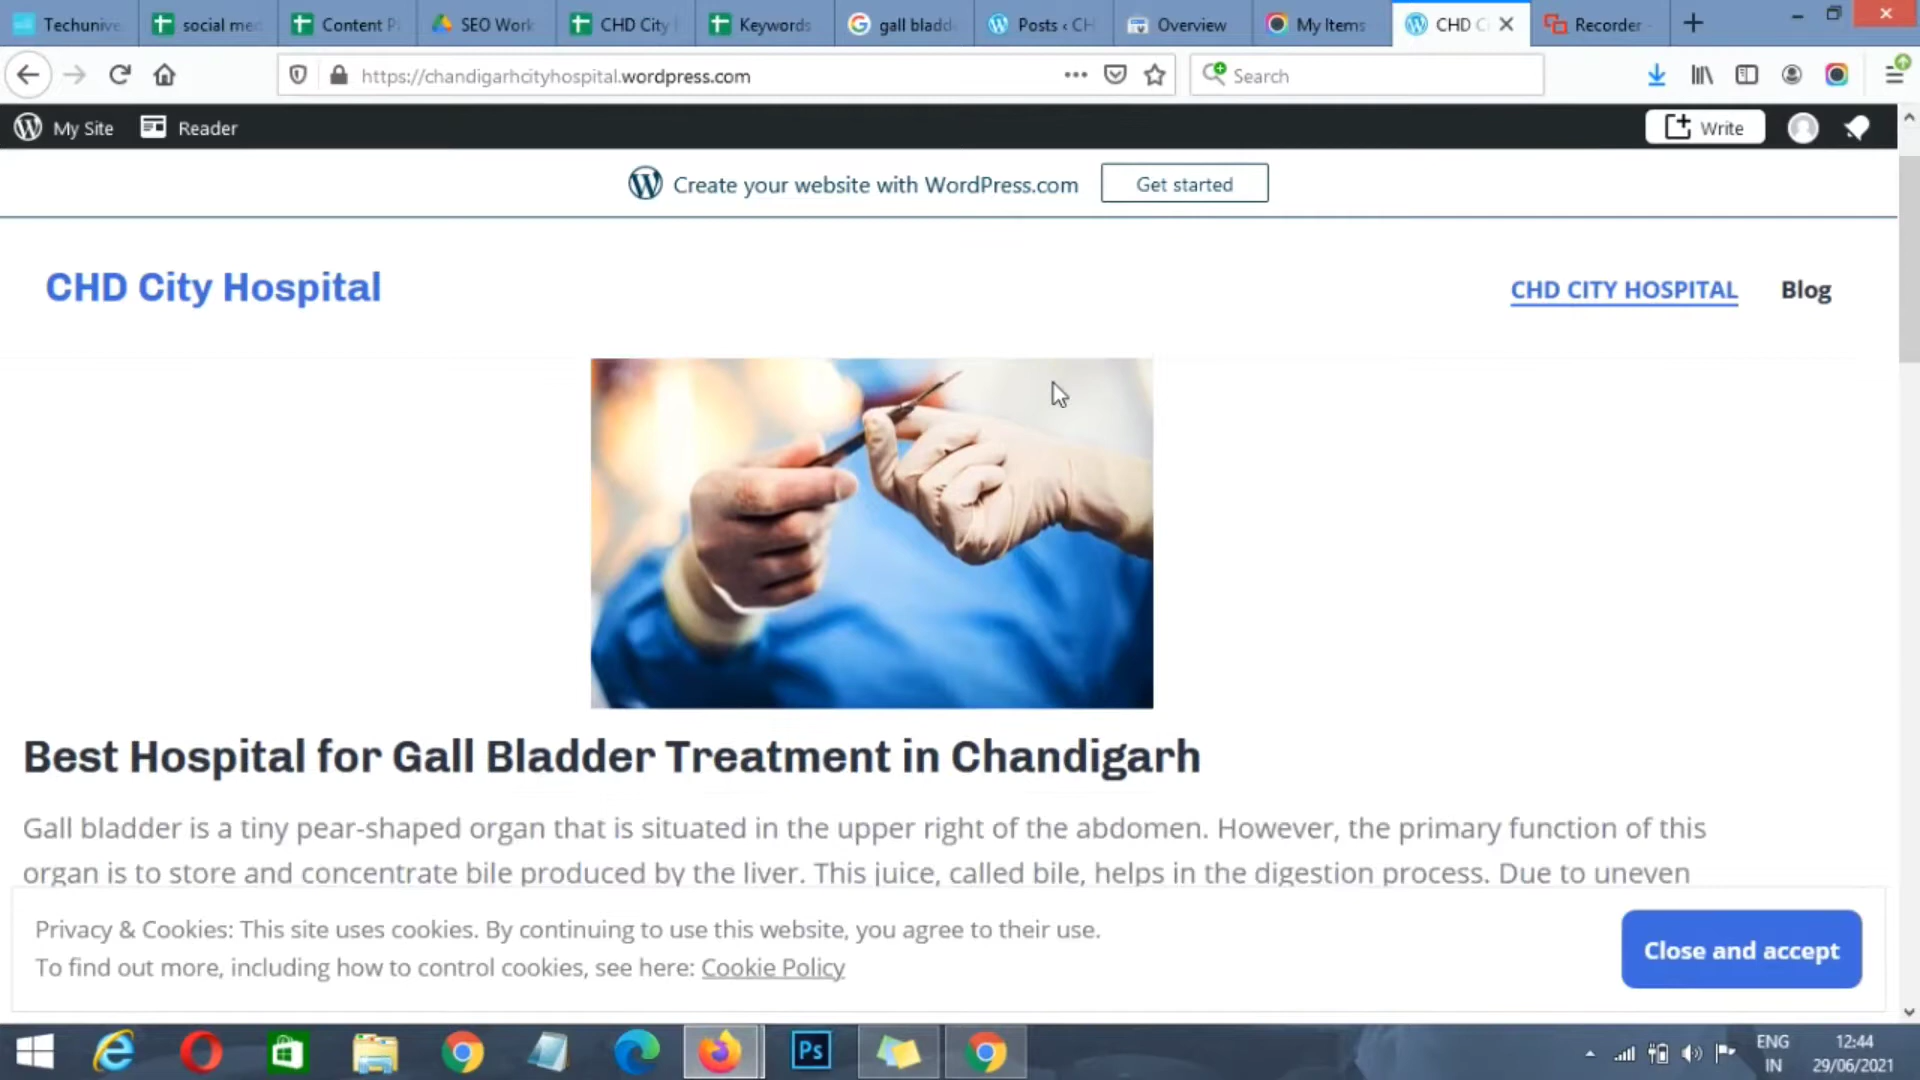 Techunive
social me
Content P
SEO Work
CHD City
Keywords
gall bladd
Posts ‹ CH
Overview
My Items
CHD C
Recorder
https://chandigarhcityhospital.wordpress.com
Search
My Site
Reader
Write
Create your website with WordPress.com
Get started
CHD City Hospital
CHD CITY HOSPITAL
Blog
Best Hospital for Gall Bladder Treatment in Chandigarh
Gall bladder is a tiny pear-shaped organ that is situated in the upper right of the abdomen. However, the primary function of this
organ is to store and concentrate bile produced by the liver. This juice, called bile, helps in the digestion process. Due to uneven
Privacy & Cookies: This site uses cookies. By continuing to use this website, you agree to their use.
To find out more, including how to control cookies, see here: Cookie Policy
Close and accept
Ps
ENG
IN
12:44
29/06/2021